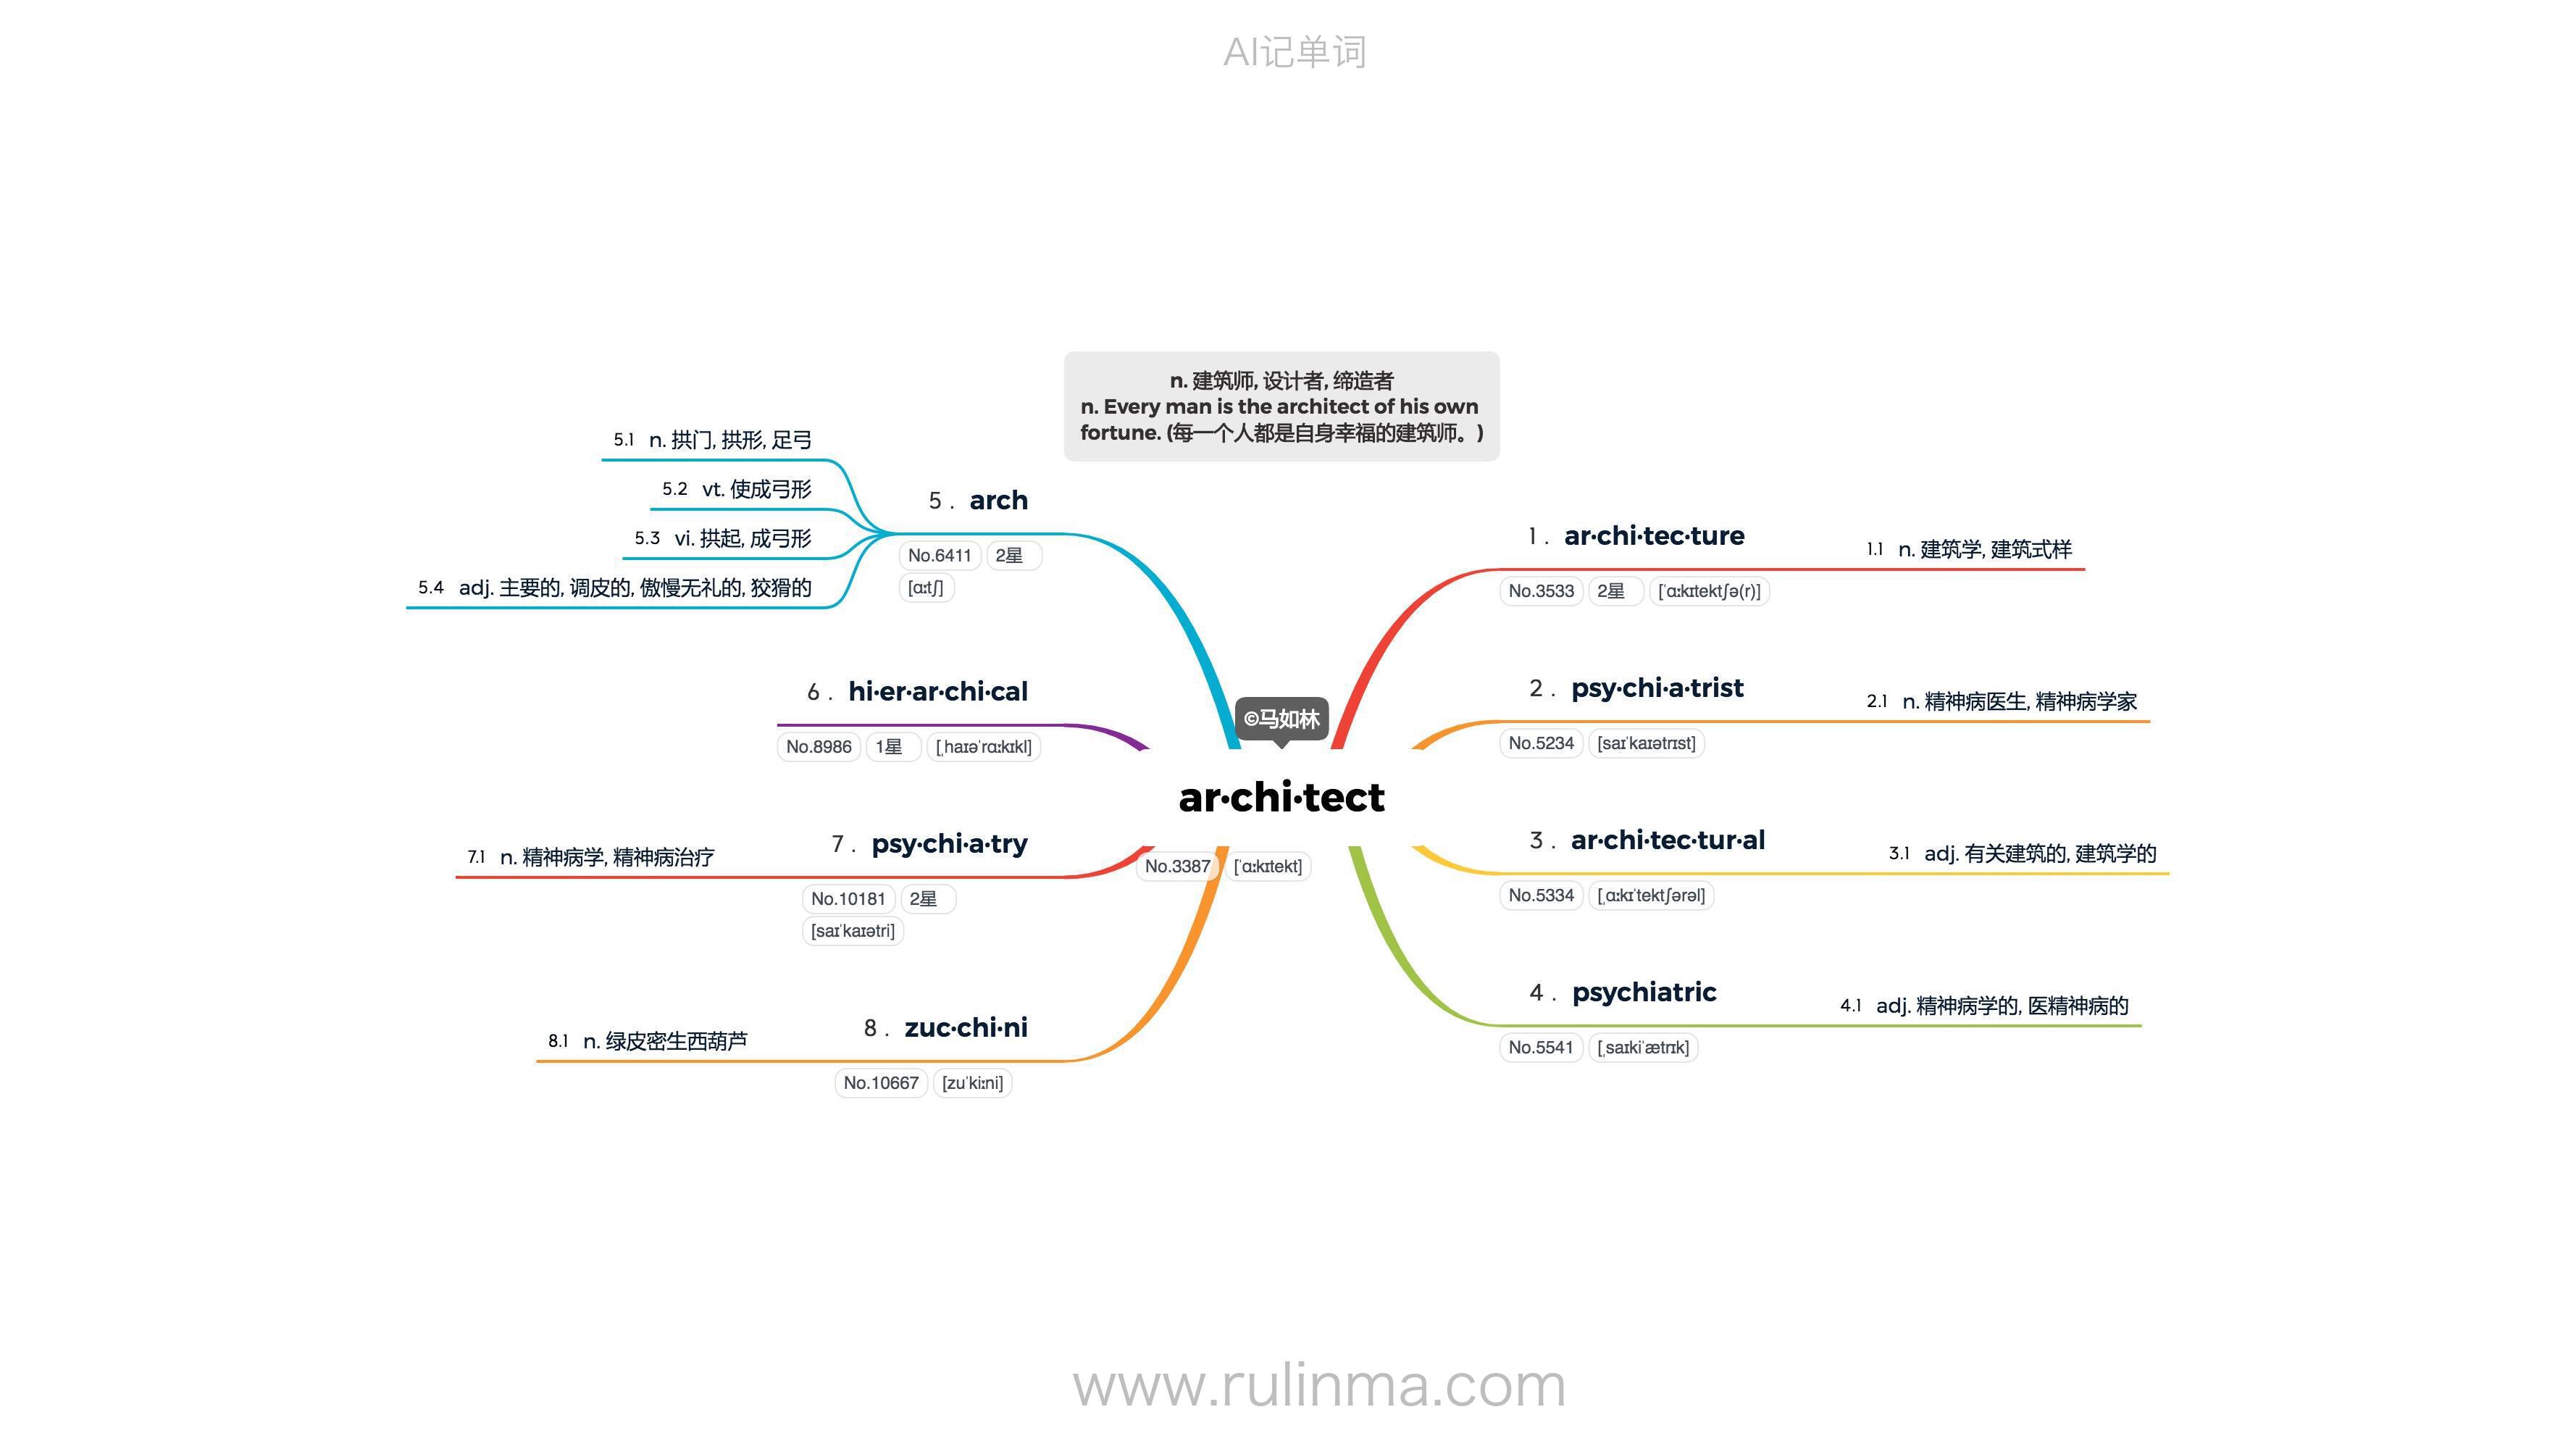 AI记单词
n. 建筑师, 设计者, 缔造者
n. Every man is the architect of his own
fortune. (每一个人都是自身幸福的建筑师。)
©马如林
ar·chi·tect
No.3387 [ˈɑːkɪtekt]
1 . ar·chi·tec·ture
No.3533 2星 [ˈɑːkɪtektʃə(r)]
1.1 n. 建筑学, 建筑式样
2 . psy·chi·a·trist
No.5234 [saɪˈkaɪətrɪst]
2.1 n. 精神病医生, 精神病学家
3 . ar·chi·tec·tur·al
No.5334 [ˌɑːkɪˈtektʃərəl]
3.1 adj. 有关建筑的, 建筑学的
4 . psychiatric
No.5541 [ˌsaɪkiˈætrɪk]
4.1 adj. 精神病学的, 医精神病的
5 . arch
No.6411 2星
[ɑːtʃ]
5.1 n. 拱门, 拱形, 足弓
5.2 vt. 使成弓形
5.3 vi. 拱起, 成弓形
5.4 adj. 主要的, 调皮的, 傲慢无礼的, 狡猾的
6 . hi·er·ar·chi·cal
No.8986 1星 [ˌhaɪəˈrɑːkɪkl]
7 . psy·chi·a·try
No.10181 2星
[saɪˈkaɪətri]
7.1 n. 精神病学, 精神病治疗
8 . zuc·chi·ni
No.10667 [zuˈkiːni]
8.1 n. 绿皮密生西葫芦
www.rulinma.com